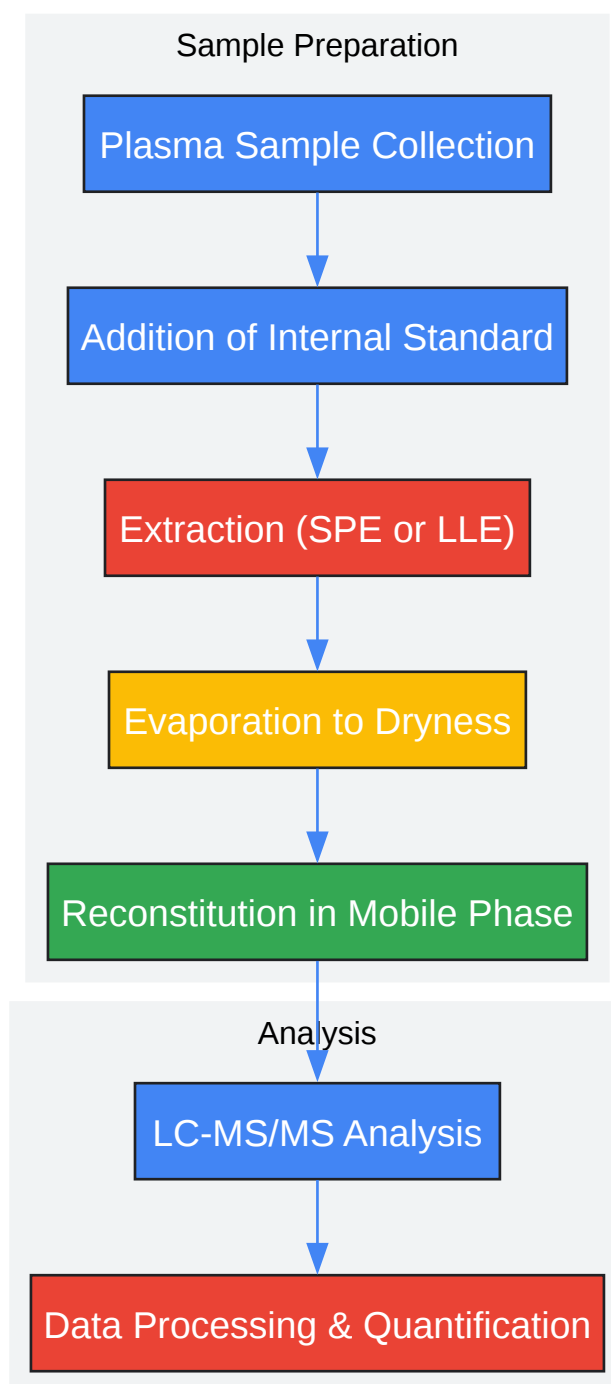 Sample Preparation
Plasma Sample Collection
Addition of Internal Standard
Extraction (SPE or LLE)
Evaporation to Dryness
Reconstitution in Mobile Phase
Analysis
LC-MS/MS Analysis
Data Processing & Quantification